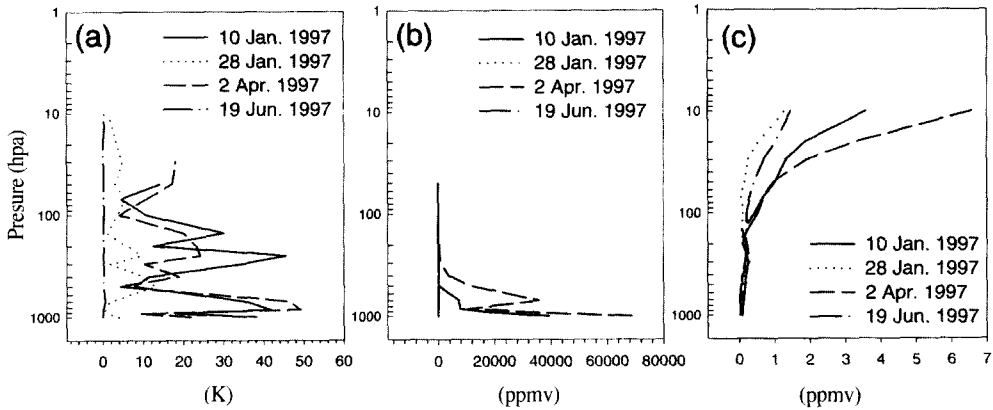 (a)
10 Jan. 1997
28 Jan. 1997
2 Apr. 1997
19 Jun. 1997
1
10
100
1000
Presure (hpa)
0 10 20 30 40 50 60
(K)
(b)
10 Jan. 1997
28 Jan. 1997
2 Apr. 1997
19 Jun. 1997
1
10
100
1000
0 20000 40000 60000 80000
(ppmv)
(c)
1
10
100
1000
10 Jan. 1997
28 Jan. 1997
2 Apr. 1997
19 Jun. 1997
0 1 2 3 4 5 6 7
(ppmv)